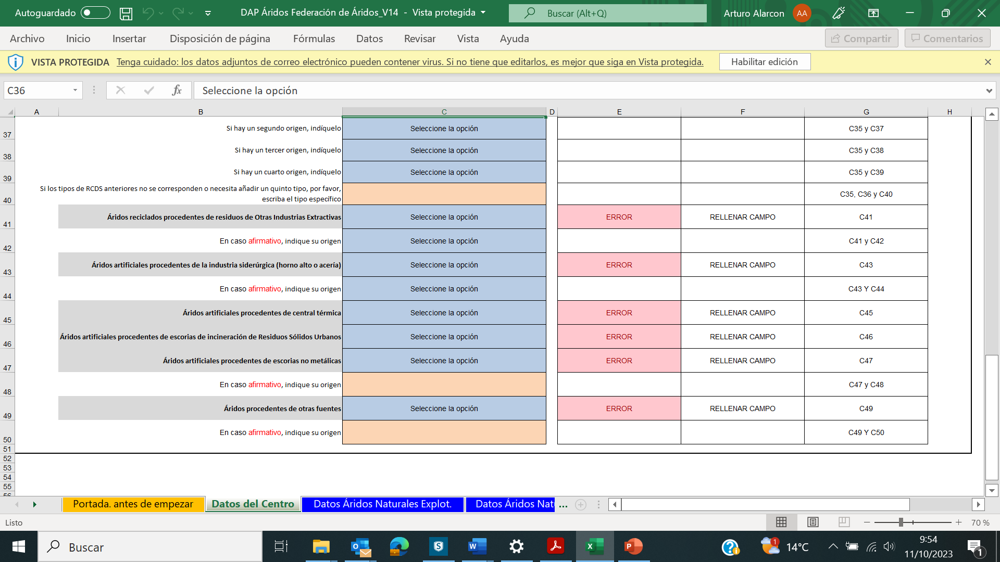 Autoguardado
DAP Áridos Federación de Áridos_V14 - Vista protegida
Buscar (Alt+Q)
Arturo Alarcon
AA
Archivo Inicio Insertar Disposición de página Fórmulas Datos Revisar Vista Ayuda
Compartir
Comentarios
VISTA PROTEGIDA Tenga cuidado: los datos adjuntos de correo electrónico pueden contener virus. Si no tiene que editarlos, es mejor que siga en Vista protegida.
Habilitar edición
C36 fx Seleccione la opción
A B C D E F G H
37 Si hay un segundo origen, indíquelo Seleccione la opción C35 y C37
38 Si hay un tercer origen, indíquelo Seleccione la opción C35 y C38
39 Si hay un cuarto origen, indíquelo Seleccione la opción C35 y C39
Si los tipos de RCDS anteriores no se corresponden o necesita añadir un quinto tipo, por favor,
40 escriba el tipo específico C35, C36 y C40
41 Áridos reciclados procedentes de residuos de Otras Industrias Extractivas Seleccione la opción ERROR RELLENAR CAMPO C41
42 En caso afirmativo, indique su origen Seleccione la opción C41 y C42
43 Áridos artificiales procedentes de la industria siderúrgica (horno alto o acería) Seleccione la opción ERROR RELLENAR CAMPO C43
44 En caso afirmativo, indique su origen Seleccione la opción C43 Y C44
45 Áridos artificiales procedentes de central térmica Seleccione la opción ERROR RELLENAR CAMPO C45
46 Áridos artificiales procedentes de escorias de incineración de Residuos Sólidos Urbanos Seleccione la opción ERROR RELLENAR CAMPO C46
47 Áridos artificiales procedentes de escorias no metálicas Seleccione la opción ERROR RELLENAR CAMPO C47
48 En caso afirmativo, indique su origen C47 y C48
49 Áridos procedentes de otras fuentes Seleccione la opción ERROR RELLENAR CAMPO C49
50 En caso afirmativo, indique su origen C49 Y C50
51
52
53
54
55
56
Portada. antes de empezar Datos del Centro Datos Áridos Naturales Explot. Datos Áridos Nat ...
Listo
70 %
Buscar
1
14°C
9:54
11/10/2023
1